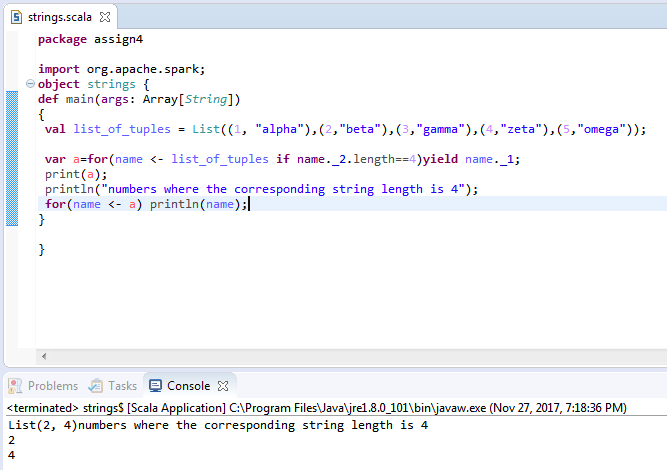 strings.scala
package assign4
import org.apache.spark;
object strings {
def main(args: Array[String])
{
val list_of_tuples = List((1, "alpha"),(2,"beta"),(3,"gamma"),(4,"zeta"),(5,"omega"));
var a=for(name <- list_of_tuples if name._2.length==4)yield name._1;
print(a);
println("numbers where the corresponding string length is 4");
for(name <- a) println(name);
}
}
Problems Tasks Console
<terminated> strings$ [Scala Application] C:\Program Files\Java\jre1.8.0_101\bin\javaw.exe (Nov 27, 2017, 7:18:36 PM)
List(2, 4)numbers where the corresponding string length is 4
2
4